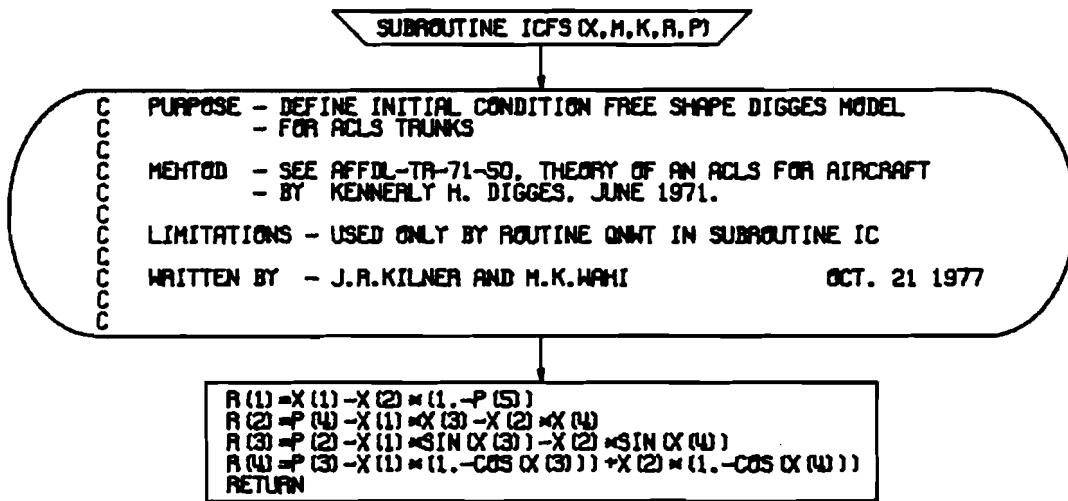 SUBROUTINE ICFS(X,M,K,R,P)
C PURPOSE - DEFINE INITIAL CONDITION FREE SHAPE DIGGES MODEL
C - FOR ACLS TRUNKS
C
C MEHTOD - SEE AFFDL-TR-71-50, THEORY OF AN ACLS FOR AIRCRAFT
C - BY KENNERLY H. DIGGES, JUNE 1971.
C
C LIMITATIONS - USED ONLY BY ROUTINE QNWT IN SUBROUTINE IC
C
C WRITTEN BY - J.R.KILNER AND M.K.WAHI OCT. 21 1977
C
C
R(1)=X(1)-X(2)*(1.-P(5))
R(2)=P(4)-X(1)*X(3)-X(2)*X(4)
R(3)=P(2)-X(1)*SIN(X(3))-X(2)*SIN(X(4))
R(4)=P(3)-X(1)*(1.-COS(X(3)))+X(2)*(1.-COS(X(4)))
RETURN